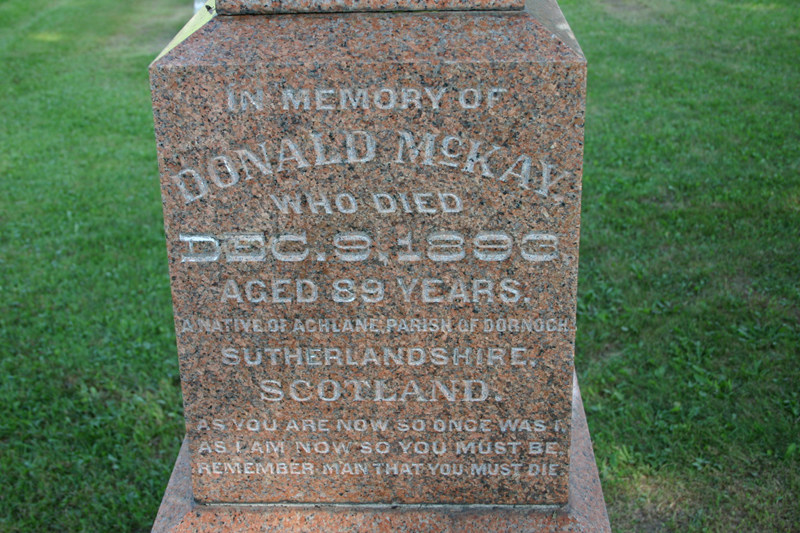 IN MEMORY OF
DONALD McKAY,
WHO DIED
DEC. 9, 1893.
AGED 89 YEARS.
A NATIVE OF ACHLANE, PARISH OF DORNOCH,
SUTHERLANDSHIRE,
SCOTLAND.
AS YOU ARE NOW SO ONCE WAS I,
AS I AM NOW SO YOU MUST BE,
REMEMBER MAN THAT YOU MUST DIE.